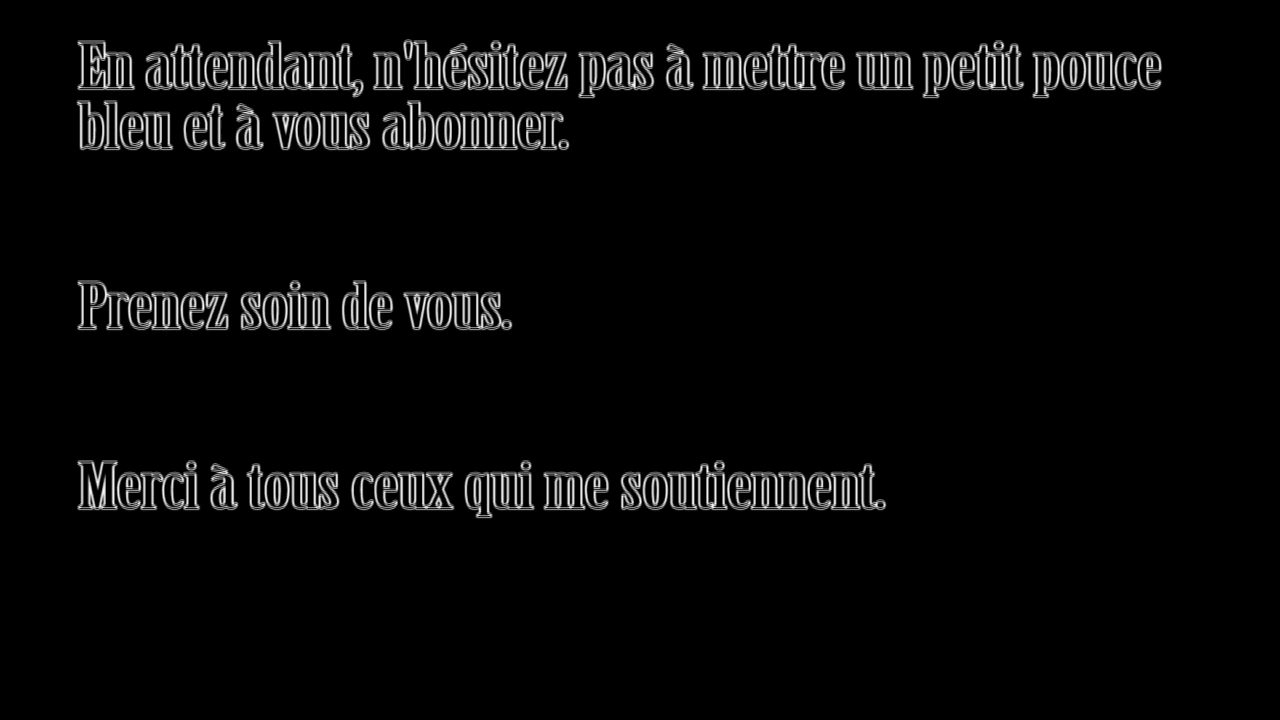 En attendant, n'hésitez pas à mettre un petit pouce
bleu et à vous abonner.
Prenez soin de vous.
Merci à tous ceux qui me soutiennent.